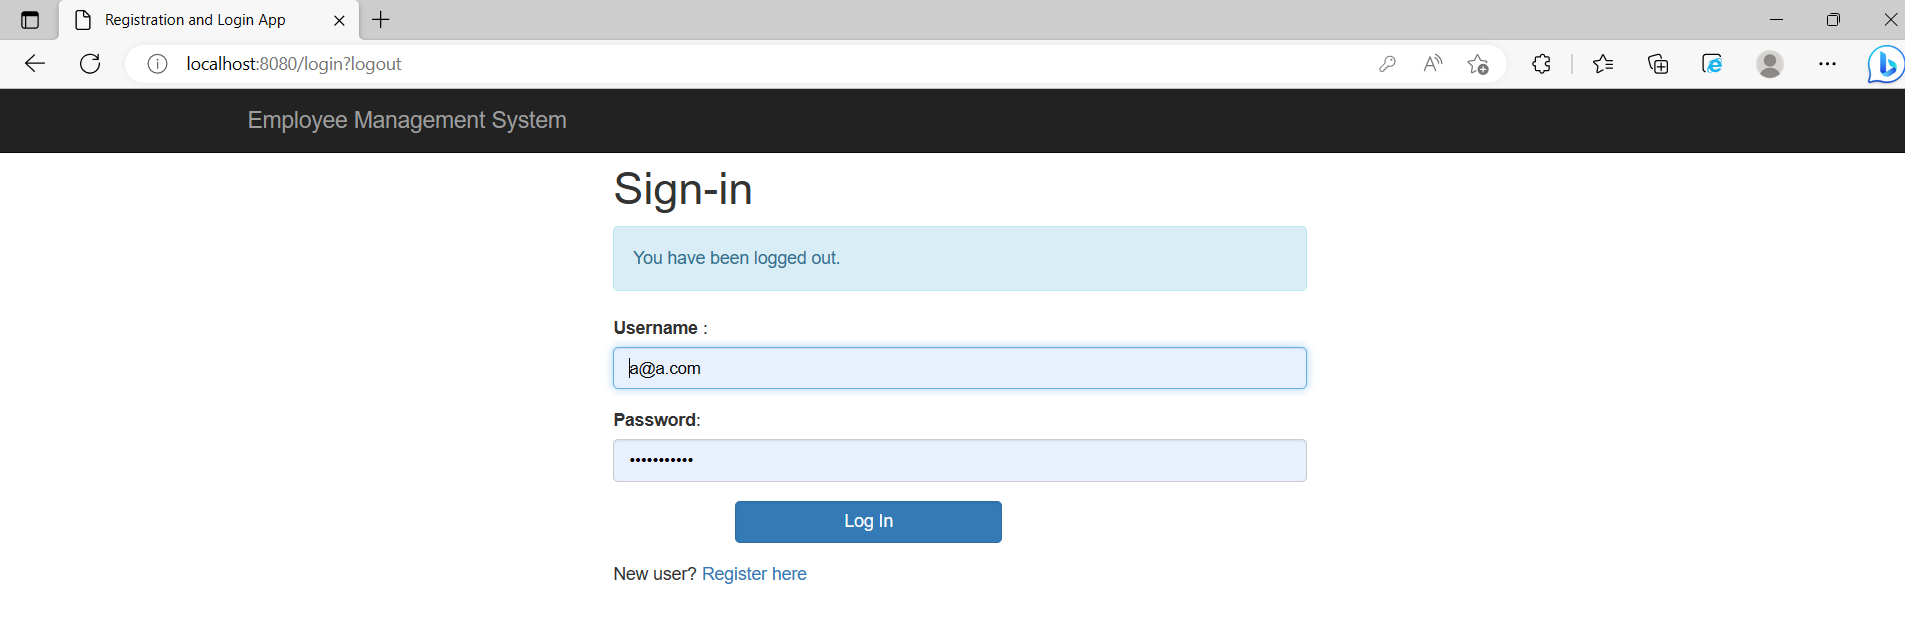 Registration and Login App
localhost:8080/login?logout
Employee Management System
Sign-in
You have been logged out.
Username :
a@a.com
Password:
•••••••••••
Log In
New user? Register here